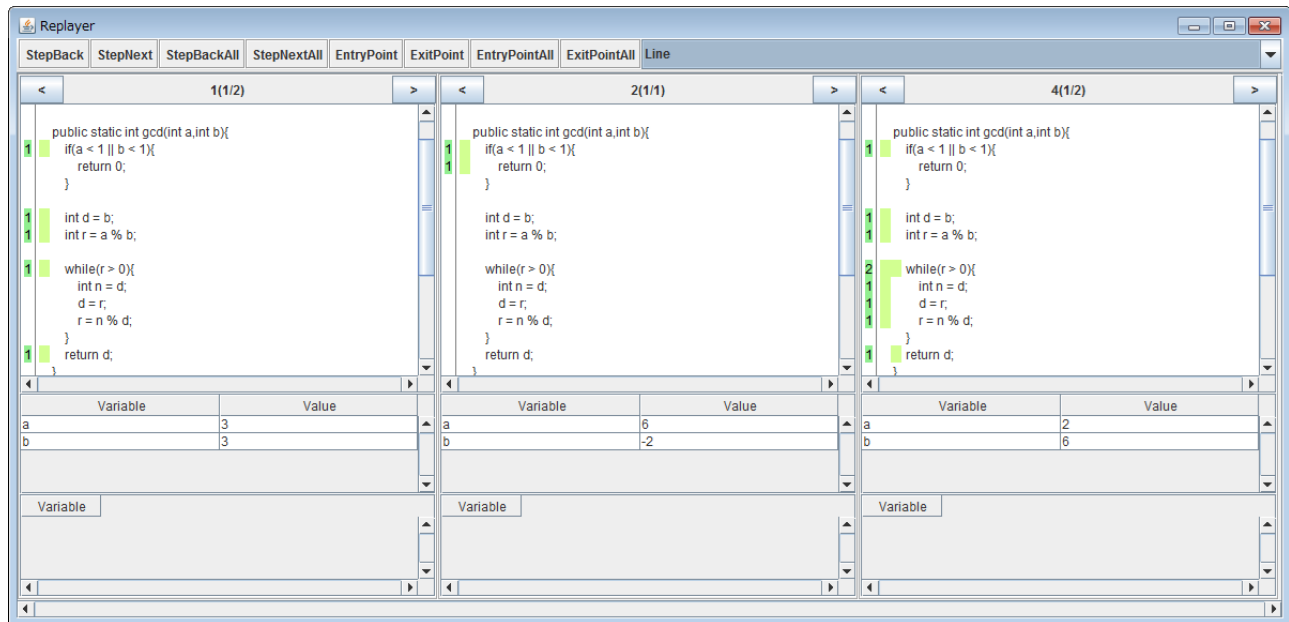 Replayer
StepBack StepNext StepBackAll StepNextAll EntryPoint ExitPoint EntryPointAll ExitPointAll Line
< 1(1/2) >
public static int gcd(int a,int b){
1 if(a < 1 || b < 1){
return 0;
}
1 int d = b;
1 int r = a % b;
1 while(r > 0){
int n = d;
d = r;
r = n % d;
}
1 return d;
}
Variable Value
a 3
b 3
Variable
< 2(1/1) >
public static int gcd(int a,int b){
1 if(a < 1 || b < 1){
1 return 0;
}
int d = b;
int r = a % b;
while(r > 0){
int n = d;
d = r;
r = n % d;
}
return d;
}
Variable Value
a 6
b -2
Variable
< 4(1/2) >
public static int gcd(int a,int b){
1 if(a < 1 || b < 1){
return 0;
}
1 int d = b;
1 int r = a % b;
2 while(r > 0){
1 int n = d;
1 d = r;
1 r = n % d;
}
1 return d;
}
Variable Value
a 2
b 6
Variable